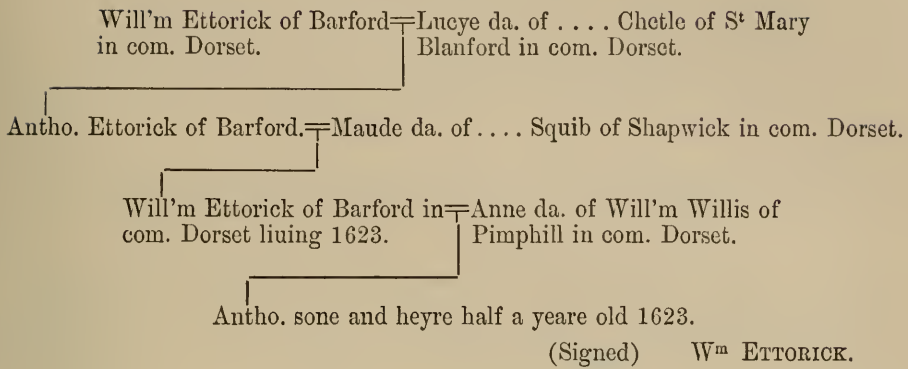 Will'm Ettorick of Barford=Lucye da. of .... Chetle of Sᵗ Mary
in com. Dorset. Blanford in com. Dorset.
Antho. Ettorick of Barford.=Maude da. of .... Squib of Shapwick in com. Dorset.
Will'm Ettorick of Barford in=Anne da. of Will'm Willis of
com. Dorset liuing 1623. Pimphill in com. Dorset.
Antho. sone and heyre half a yeare old 1623.
(Signed) Wᵐ ETTORICK.